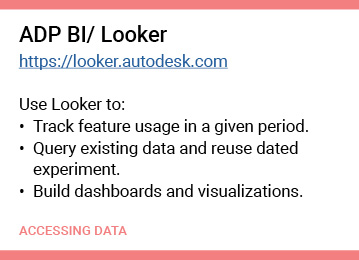 ADP BI/ Looker
https://looker.autodesk.com
Use Looker to:
• Track feature usage in a given period.
• Query existing data and reuse dated
experiment.
• Build dashboards and visualizations.
ACCESSING DATA